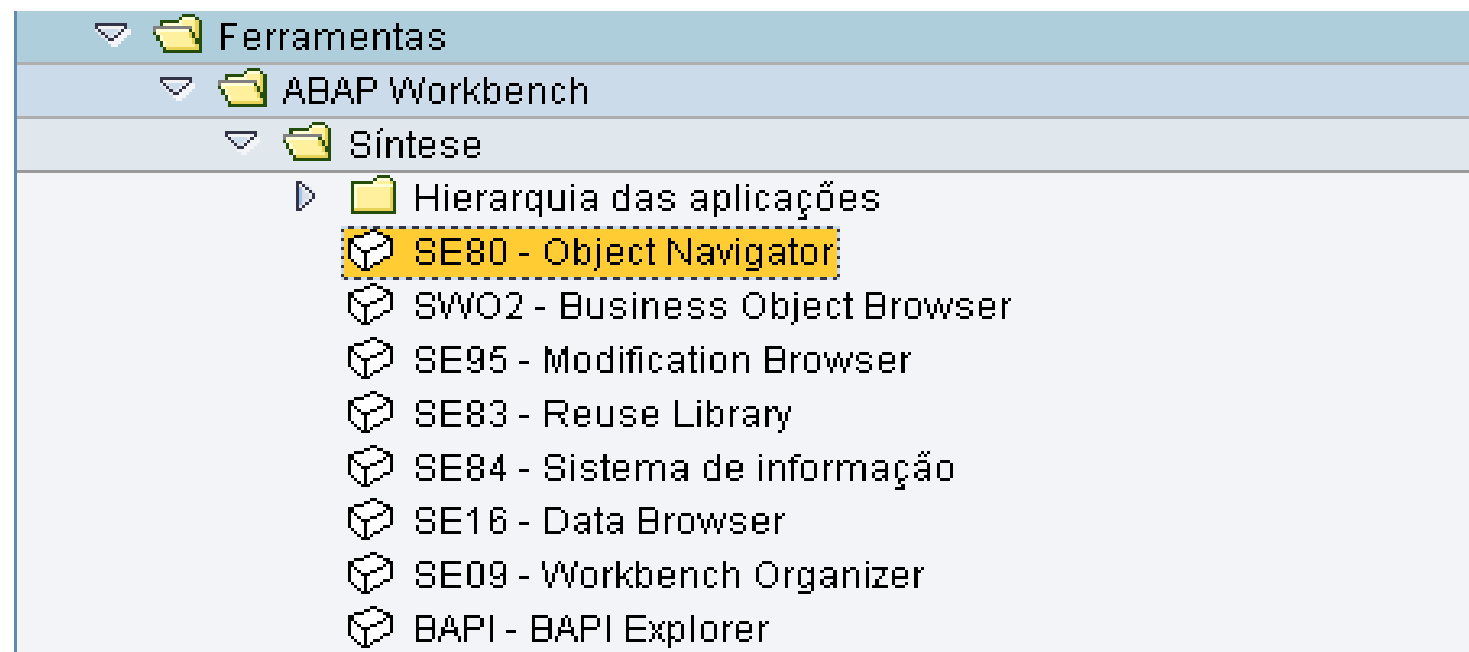 Ferramentas
ABAP Workbench
Síntese
Hierarquia das aplicações
SE80 - Object Navigator
SWO2 - Business Object Browser
SE95 - Modification Browser
SE83 - Reuse Library
SE84 - Sistema de informação
SE16 - Data Browser
SE09 - Workbench Organizer
BAPI - BAPI Explorer